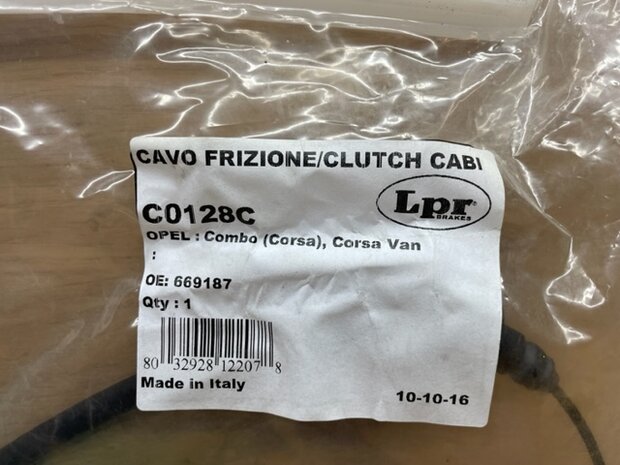 CAVO FRIZIONE/CLUTCH CABI
C0128C
Lpr
BRAKES
OPEL : Combo (Corsa), Corsa Van
:
OE: 669187
Qty : 1
80 32928 12207 8
Made in Italy
10-10-16